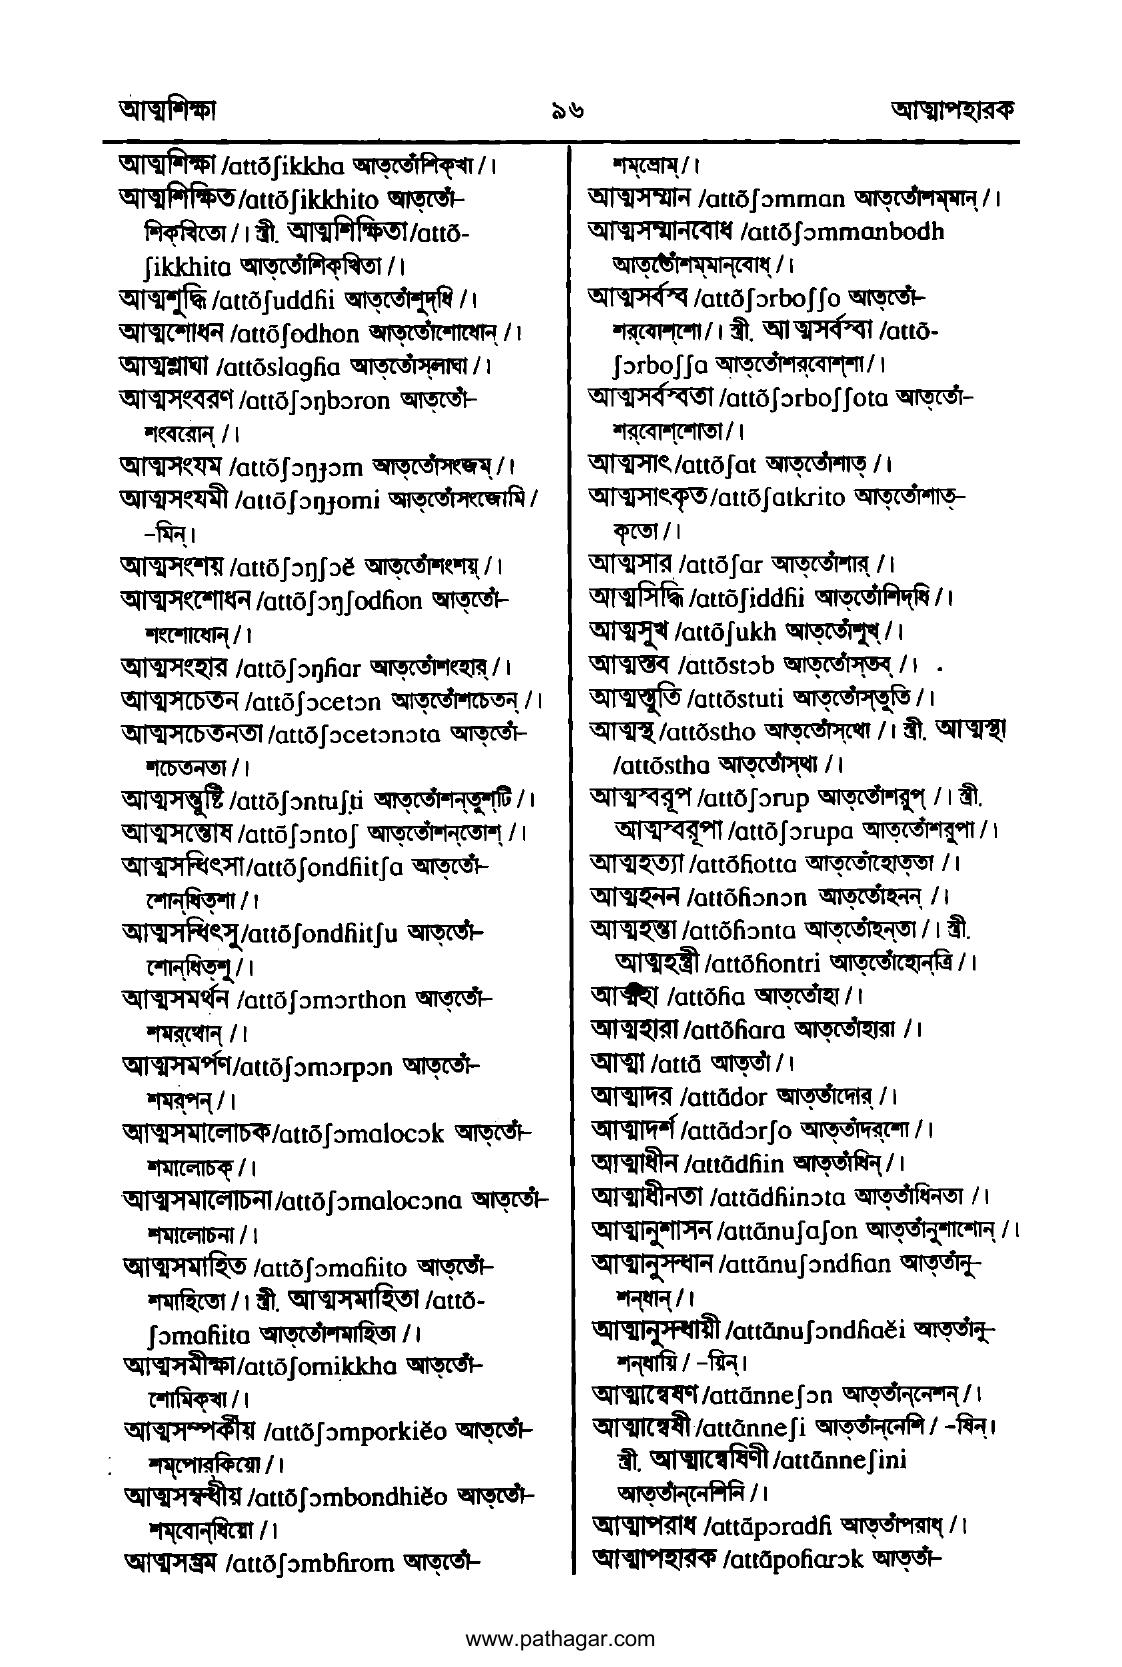 আত্মশিক্ষা ৯৬ আত্মাপহারক
আত্মশিক্ষা /attõʃikkha আত্‌তোঁশিক্‌খা / ।
আত্মশিক্ষিত /attõʃikkhito আত্‌তোঁ–
শিক্‌খিতো / । স্ত্রী. আত্মশিক্ষিতা /attõ-
ʃikkhita আত্‌তোঁশিক্‌খিতা / ।
আত্মশুদ্ধি /attõʃuddɦi আত্‌তোঁশুদ্‌ধি / ।
আত্মশোধন /attõʃodhon আত্‌তোঁশোধোন্ / ।
আত্মশ্লাঘা /attõslagɦa আত্‌তোঁস্‌লাঘা / ।
আত্মসংবরণ /attõʃɔŋbɔron আত্‌তোঁ–
শংবরোন্ / ।
আত্মসংযম /attõʃɔŋɟɔm আত্‌তোঁসংজম্ / ।
আত্মসংযমী /attõʃɔŋɟomi আত্‌তোঁসংজোমি /
–মিন্ ।
আত্মসংশয় /attõʃɔŋʃɔĕ আত্‌তোঁশংশয়্ / ।
আত্মসংশোধন /attõʃɔŋʃodɦon আত্‌তোঁ–
শংশোধোন্ / ।
আত্মসংহার /attõʃɔŋɦar আত্‌তোঁশংহার্ / ।
আত্মসচেতন /attõʃɔcetɔn আত্‌তোঁশচেতন্ / ।
আত্মসচেতনতা /attõʃɔcetɔnɔta আত্‌তোঁ–
শচেতনতা / ।
আত্মসন্তুষ্টি /attõʃɔntuʃṭi আত্‌তোঁশন্‌তুশ্‌টি / ।
আত্মসন্তোষ /attõʃɔntoʃ আত্‌তোঁশন্‌তোশ্ / ।
আত্মসন্ধিৎসা /attõʃondɦitʃa আত্‌তোঁ–
শোন্‌ধিত্‌শা / ।
আত্মসন্ধিৎসু /attõʃondɦitʃu আত্‌তোঁ–
শোন্‌ধিত্‌শু / ।
আত্মসমর্থন /attõʃɔmɔrthon আত্‌তোঁ–
শমর্‌থোন্ / ।
আত্মসমর্পণ /attõʃɔmɔrpɔn আত্‌তোঁ–
শমর্‌পন্ / ।
আত্মসমালোচক /attõʃɔmalocɔk আত্‌তোঁ–
শমালোচক্ / ।
আত্মসমালোচনা /attõʃɔmalocɔna আত্‌তোঁ–
শমালোচনা / ।
আত্মসমাহিত /attõʃɔmaɦito আত্‌তোঁ–
শমাহিতো / । স্ত্রী. আত্মসমাহিতা /attõ-
ʃɔmaɦita আত্‌তোঁশমাহিতা / ।
আত্মসমীক্ষা /attõʃomikkha আত্‌তোঁ–
শোমিক্‌খা / ।
আত্মসম্পর্কীয় /attõʃɔmporkiĕo আত্‌তোঁ–
শম্‌পোর্‌কিয়ো / ।
আত্মসম্বন্ধীয় /attõʃɔmbondhiĕo আত্‌তোঁ–
শম্‌বোন্‌ধিয়ো / ।
আত্মসম্ভ্রম /attõʃɔmbɦrom আত্‌তোঁ–
শম্‌ভ্রোম্ / ।
আত্মসম্মান /attõʃɔmman আত্‌তোঁশম্‌মান্ / ।
আত্মসম্মানবোধ /attõʃɔmmanbodh
আত্‌তোঁশম্‌মান্‌বোধ্ / ।
আত্মসর্বস্ব /attõʃɔrboʃʃo আত্‌তোঁ–
শর্‌বোশ্‌শো / । স্ত্রী. আত্মসর্বস্বা /attõ-
ʃɔrboʃʃa আত্‌তোঁশর্‌বোশ্‌শা / ।
আত্মসর্বস্বতা /attõʃɔrboʃʃota আত্‌তোঁ–
শর্‌বোশ্‌শোতা / ।
আত্মসাৎ /attõʃat আত্‌তোঁশাত্ / ।
আত্মসাৎকৃত /attõʃatkrito আত্‌তোঁশাত্‌–
কৃতো / ।
আত্মসার /attõʃar আত্‌তোঁশার্ / ।
আত্মসিদ্ধি /attõʃiddɦi আত্‌তোঁশিদ্‌ধি / ।
আত্মসুখ /attõʃukh আত্‌তোঁশুখ্ / ।
আত্মস্তব /attõstɔb আত্‌তোঁস্‌তব্ / ।
আত্মস্তুতি /attõstuti আত্‌তোঁস্‌তুতি / ।
আত্মস্থ /attõstho আত্‌তোঁস্‌থো / । স্ত্রী. আত্মস্থা
/attõstha আত্‌তোঁস্‌থা / ।
আত্মস্বরূপ /attõʃɔrup আত্‌তোঁশরুপ্ / । স্ত্রী.
আত্মস্বরূপা /attõʃɔrupa আত্‌তোঁশরুপা / ।
আত্মহত্যা /attõɦotta আত্‌তোঁহোত্‌তা / ।
আত্মহনন /attõɦɔnɔn আত্‌তোঁহনন্ / ।
আত্মহন্তা /attõɦɔnta আত্‌তোঁহন্‌তা / । স্ত্রী.
আত্মহন্ত্রী /attõɦontri আত্‌তোঁহোন্‌ত্রি / ।
আত্মহা /attõɦa আত্‌তোঁহা / ।
আত্মহারা /attõɦara আত্‌তোঁহারা / ।
আত্মা /attã আত্‌তাঁ / ।
আত্মাদর /attãdor আত্‌তাঁদোর্ / ।
আত্মাদর্শ /attãdɔrʃo আত্‌তাঁদর্‌শো / ।
আত্মাধীন /attãdɦin আত্‌তাঁধিন্ / ।
আত্মাধীনতা /attãdɦinɔta আত্‌তাঁধিনতা / ।
আত্মানুশাসন /attãnuʃaʃon আত্‌তাঁনুশাশোন্ / ।
আত্মানুসন্ধান /attãnuʃɔndɦan আত্‌তাঁনু–
শন্‌ধান্ / ।
আত্মানুসন্ধায়ী /attãnuʃɔndɦaĕi আত্‌তাঁনু–
শন্‌ধায়ি / –য়িন্ ।
আত্মান্বেষণ /attãnneʃɔn আত্‌তাঁন্‌নেশন্ / ।
আত্মান্বেষী /attãnneʃi আত্‌তাঁন্‌নেশি / –ষিন্ ।
স্ত্রী. আত্মান্বেষিণী /attãnneʃini
আত্‌তাঁন্‌নেশিনি / ।
আত্মাপরাধ /attãpɔradɦ আত্‌তাঁপরাধ্ / ।
আত্মাপহারক /attãpoɦarɔk আত্‌তাঁ–
www.pathagar.com